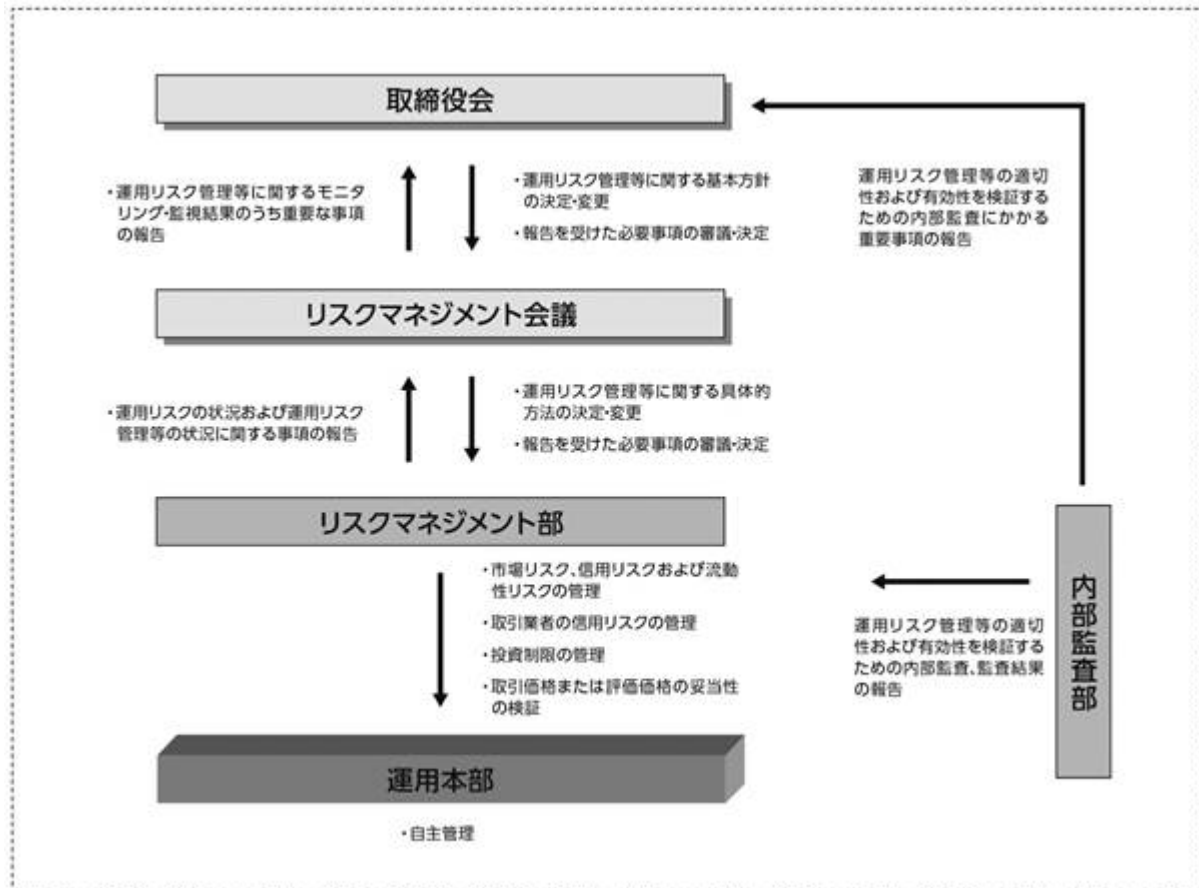 取締役会
・運用リスク管理等に関するモニタ
リング・監視結果のうち重要な事項
の報告
・運用リスク管理等に関する基本方針
の決定・変更
・報告を受けた必要事項の審議・決定
運用リスク管理等の適切
性および有効性を検証する
ための内部監査にかかる
重要事項の報告
リスクマネジメント会議
・運用リスクの状況および運用リスク
管理等の状況に関する事項の報告
・運用リスク管理等に関する具体的
方法の決定・変更
・報告を受けた必要事項の審議・決定
リスクマネジメント部
・市場リスク、信用リスクおよび流動
性リスクの管理
・取引業者の信用リスクの管理
・投資制限の管理
・取引価格または評価価格の妥当性
の検証
運用リスク管理等の適切
性および有効性を検証する
ための内部監査、監査結果
の報告
内部監査部
運用本部
・自主管理